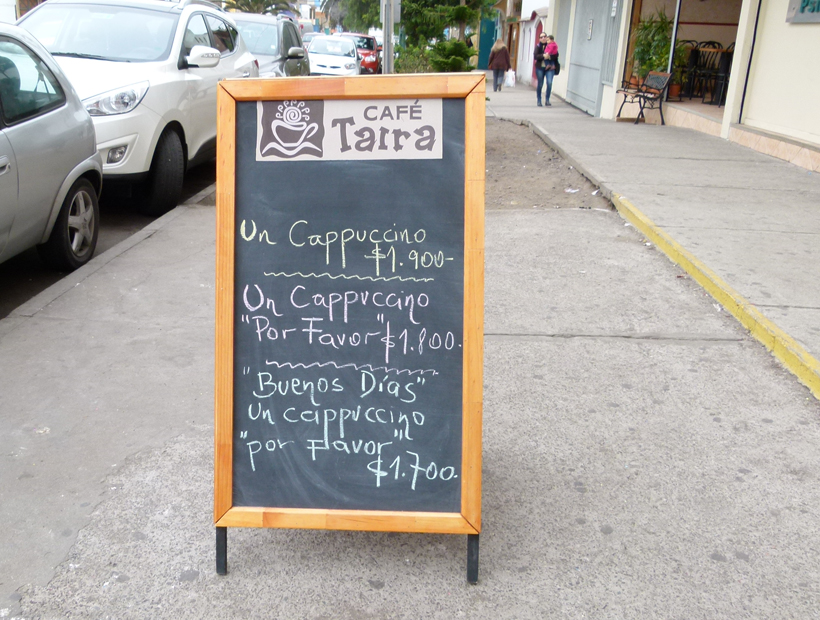 CAFÉ
Taira
Un Cappuccino
$1.900-
Un Cappuccino
"Por Favor" $1.800.
"Buenos Días"
Un cappuccino
"por Favor"
$1.700.